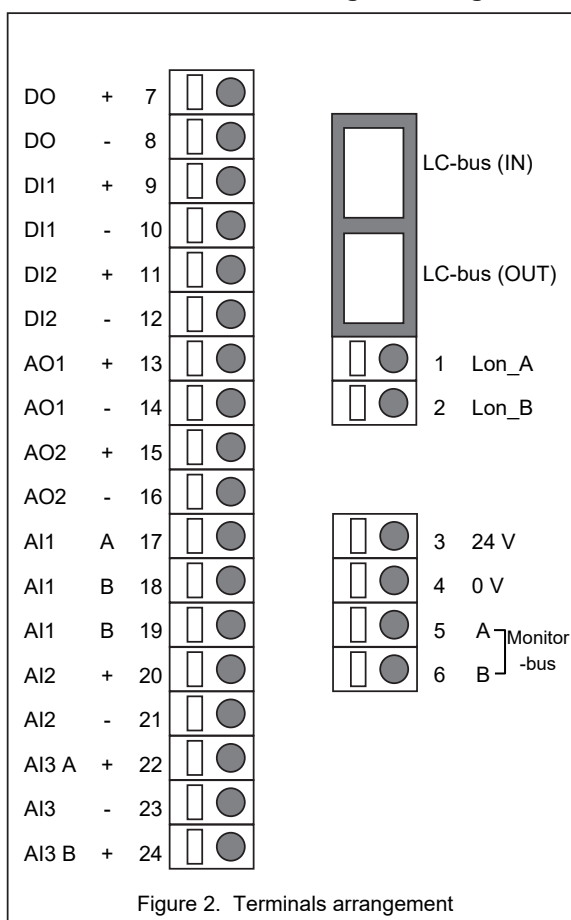 DO + 7
DO - 8
DI1 + 9
DI1 - 10
DI2 + 11
DI2 - 12
AO1 + 13
AO1 - 14
AO2 + 15
AO2 - 16
AI1 A 17
AI1 B 18
AI1 B 19
AI2 + 20
AI2 - 21
AI3 A + 22
AI3 - 23
AI3 B + 24
LC-bus (IN)
LC-bus (OUT)
1 Lon_A
2 Lon_B
3 24 V
4 0 V
5 A
6 B
Monitor
-bus
Figure 2. Terminals arrangement